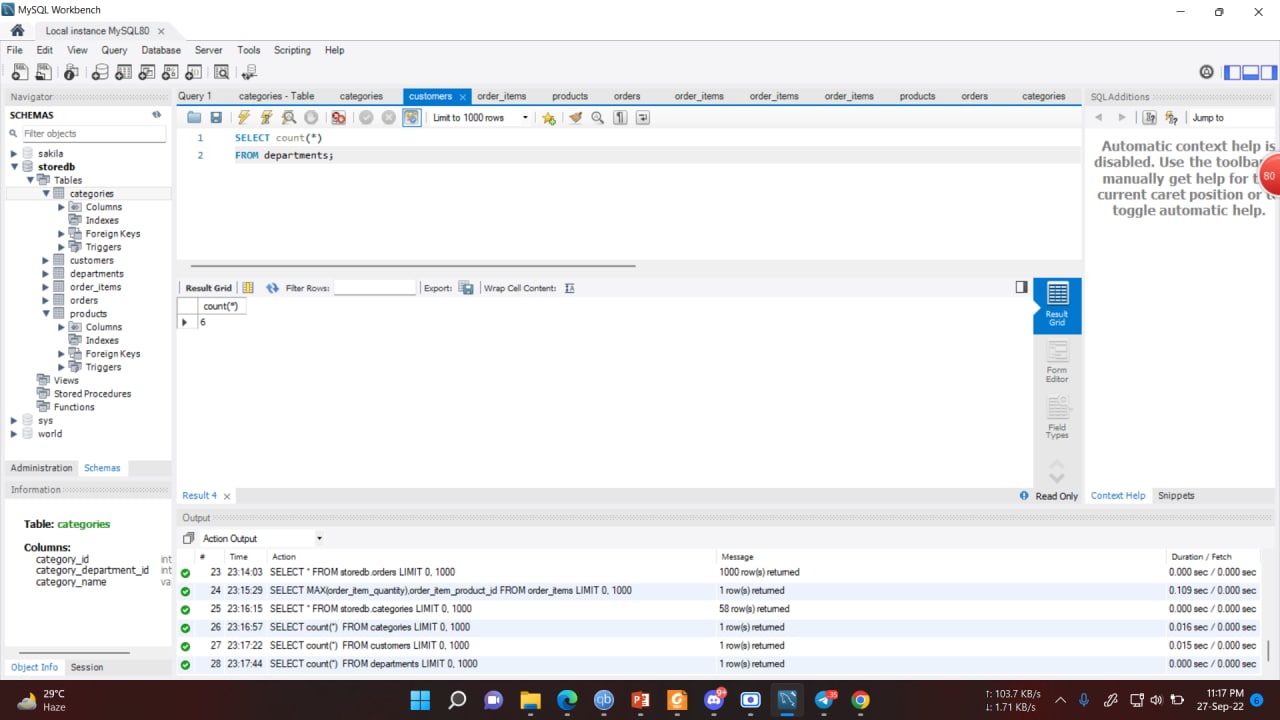 MySQL Workbench
Local instance MySQL80
File Edit View Query Database Server Tools Scripting Help
Navigator
SCHEMAS
Filter objects
sakila
storedb
Tables
categories
Columns
Indexes
Foreign Keys
Triggers
customers
departments
order_items
orders
products
Columns
Indexes
Foreign Keys
Triggers
Views
Stored Procedures
Functions
sys
world
Administration Schemas
Information
Table: categories
Columns:
category_id int
category_department_id int
category_name va
Object Info Session
Query 1 categories - Table categories customers order_items products orders order_items order_items order_items products orders categories
Limit to 1000 rows
1 SELECT count(*)
2 FROM departments;
Result Grid Filter Rows: Export: Wrap Cell Content:
count(*)
6
Result Grid
Form Editor
Field Types
Result 4
Read Only
SQLAdditions
Jump to
Automatic context help is
disabled. Use the toolba
manually get help for t
current caret position or t
toggle automatic help.
80
Context Help Snippets
Output
Action Output
# Time Action Message Duration / Fetch
23 23:14:03 SELECT * FROM storedb.orders LIMIT 0, 1000 1000 row(s) returned 0.000 sec / 0.000 sec
24 23:15:29 SELECT MAX(order_item_quantity),order_item_product_id FROM order_items LIMIT 0, 1000 1 row(s) returned 0.109 sec / 0.000 sec
25 23:16:15 SELECT * FROM storedb.categories LIMIT 0, 1000 58 row(s) returned 0.000 sec / 0.000 sec
26 23:16:57 SELECT count(*) FROM categories LIMIT 0, 1000 1 row(s) returned 0.016 sec / 0.000 sec
27 23:17:22 SELECT count(*) FROM customers LIMIT 0, 1000 1 row(s) returned 0.015 sec / 0.000 sec
28 23:17:44 SELECT count(*) FROM departments LIMIT 0, 1000 1 row(s) returned 0.000 sec / 0.000 sec
29°C
Haze
9+
35
↑: 103.7 KB/s
↓: 1.71 KB/s
11:17 PM
27-Sep-22
6